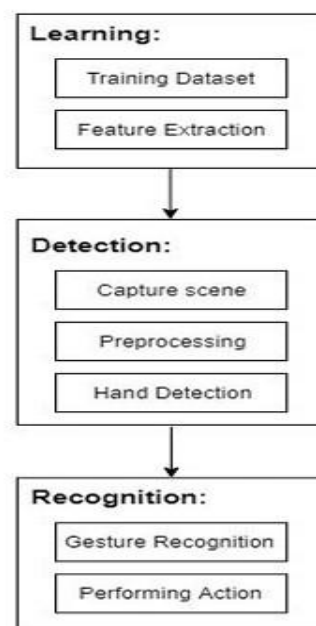 Learning:
Training Dataset
Feature Extraction
Detection:
Capture scene
Preprocessing
Hand Detection
Recognition:
Gesture Recognition
Performing Action